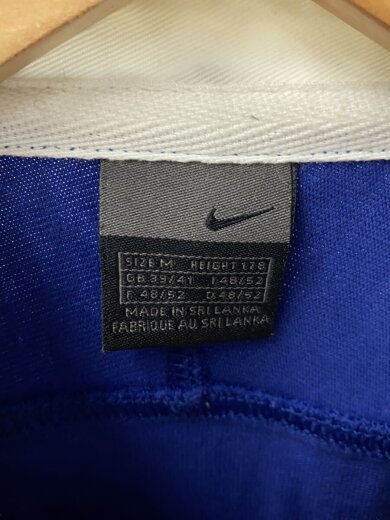 SIZE M HEIGHT 178
GB 39/41 I 48/52
F 48/52 D 48/52
MADE IN SRI LANKA
FABRIQUE AU SRI LANKA